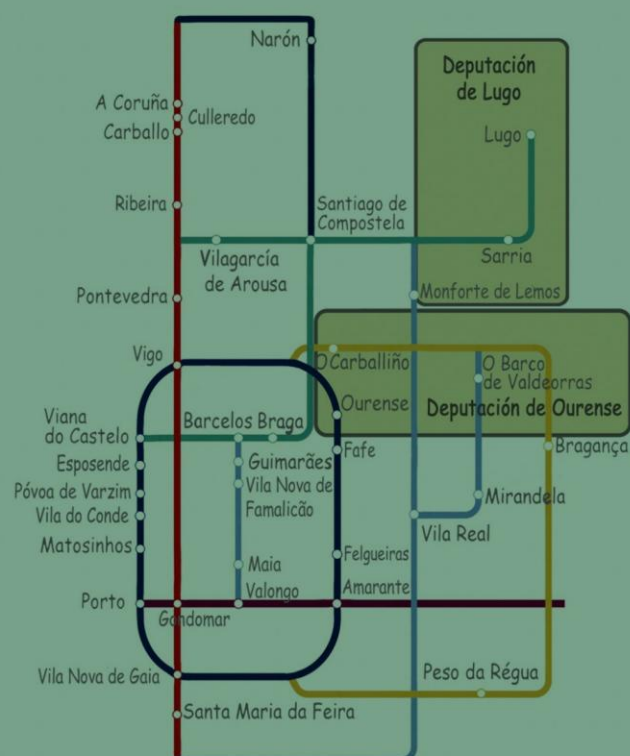 Narón
Deputación
de Lugo
A Coruña
Culleredo
Carballo
Lugo
Ribeira
Santiago de
Compostela
Vilagarcía
de Arousa
Sarria
Pontevedra
Monforte de Lemos
Vigo
O Carballiño
O Barco
de Valdeorras
Ourense
Deputación de Ourense
Viana
do Castelo
Barcelos Braga
Bragança
Fafe
Esposende
Guimarães
Póvoa de Varzim
Vila Nova de
Famalicão
Mirandela
Vila do Conde
Vila Real
Matosinhos
Felgueiras
Maia
Amarante
Valongo
Porto
Gondomar
Vila Nova de Gaia
Peso da Régua
Santa Maria da Feira